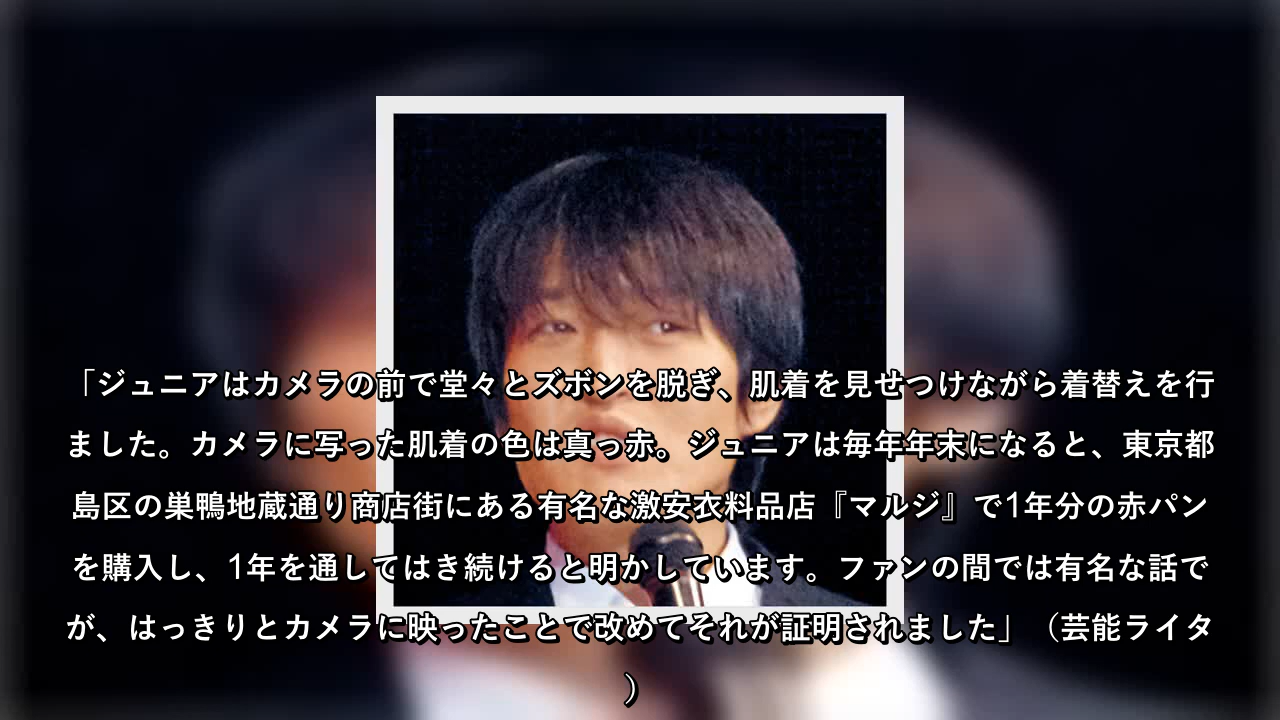 「ジュニアはカメラの前で堂々とズボンを脱ぎ、肌着を見せつけながら着替えを行
ました。カメラに写った肌着の色は真っ赤。ジュニアは毎年年末になると、東京都
島区の巣鴨地蔵通り商店街にある有名な激安衣料品店『マルジ』で1年分の赤パン
を購入し、1年を通してはき続けると明かしています。ファンの間では有名な話で
が、はっきりとカメラに映ったことで改めてそれが証明されました」（芸能ライタ
）